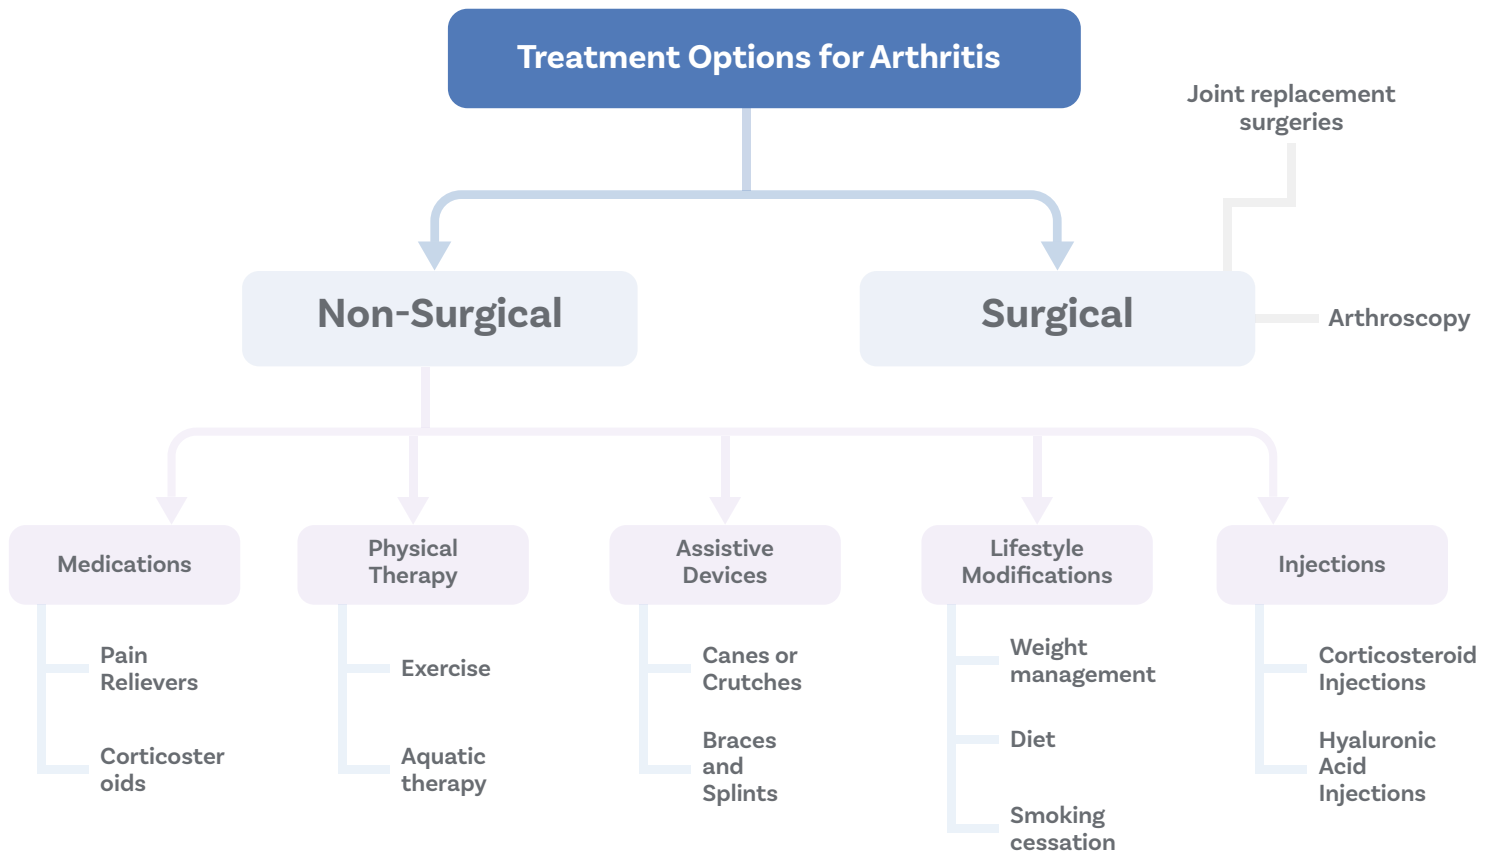 Treatment Options for Arthritis
Joint replacement
surgeries
Non-Surgical
Surgical
Arthroscopy
Medications
Physical
Therapy
Assistive
Devices
Lifestyle
Modifications
Injections
Pain
Relievers
Corticoster
oids
Exercise
Aquatic
therapy
Canes or
Crutches
Braces
and
Splints
Weight
management
Diet
Smoking
cessation
Corticosteroid
Injections
Hyaluronic
Acid
Injections